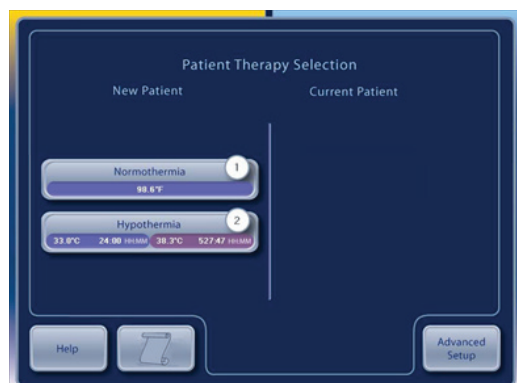 Patient Therapy Selection
New Patient
Current Patient
Normothermia
1
98.6°F
Hypothermia
2
33.0°C 24:00 HH:MM 38.3°C 527:47 HH:MM
Help
Advanced
Setup